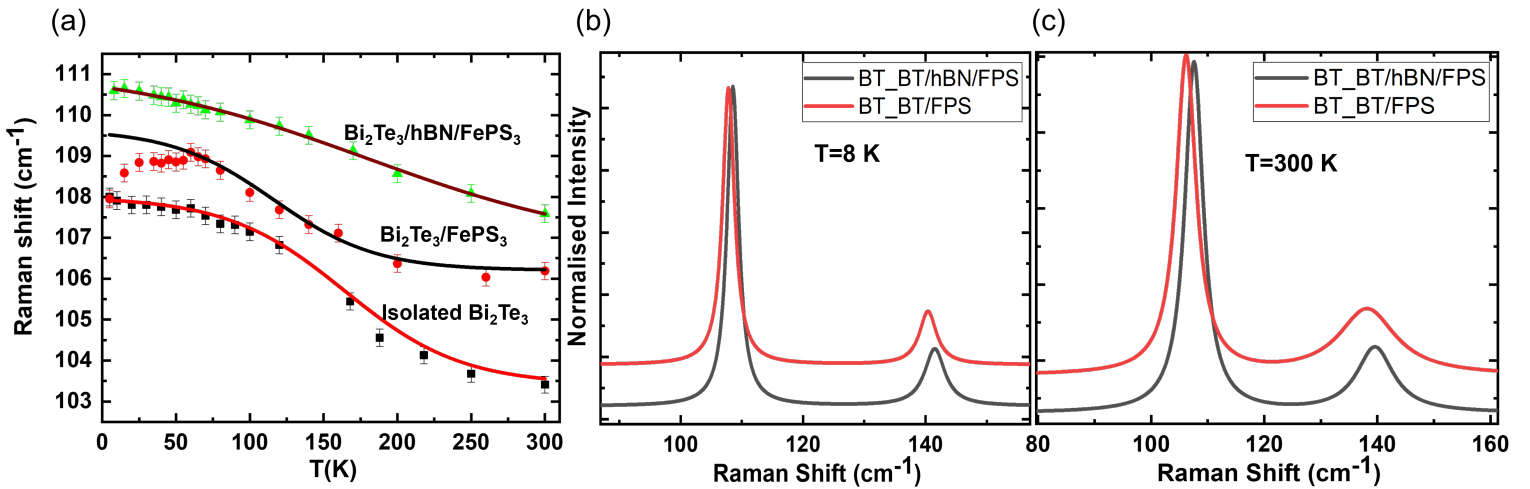 (a)
Raman shift (cm⁻¹)
111
110
109
108
107
106
105
104
103
Bi₂Te₃/hBN/FePS₃
Bi₂Te₃/FePS₃
Isolated Bi₂Te₃
0 50 100 150 200 250 300
T(K)
(b)
Normalised Intensity
BT_BT/hBN/FPS
BT_BT/FPS
T=8 K
100 120 140
Raman Shift (cm⁻¹)
(c)
BT_BT/hBN/FPS
BT_BT/FPS
T=300 K
80 100 120 140 160
Raman Shift (cm⁻¹)